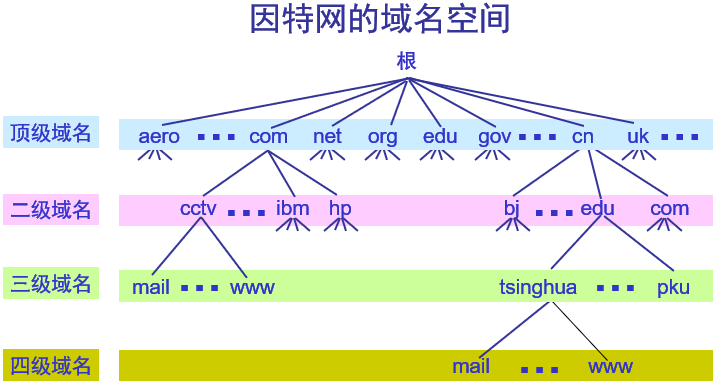 因特网的域名空间
根
顶级域名 aero ··· com net org edu gov ··· cn uk ···
二级域名 cctv ··· ibm hp bj ··· edu com
三级域名 mail ··· www tsinghua ··· pku
四级域名 mail ··· www